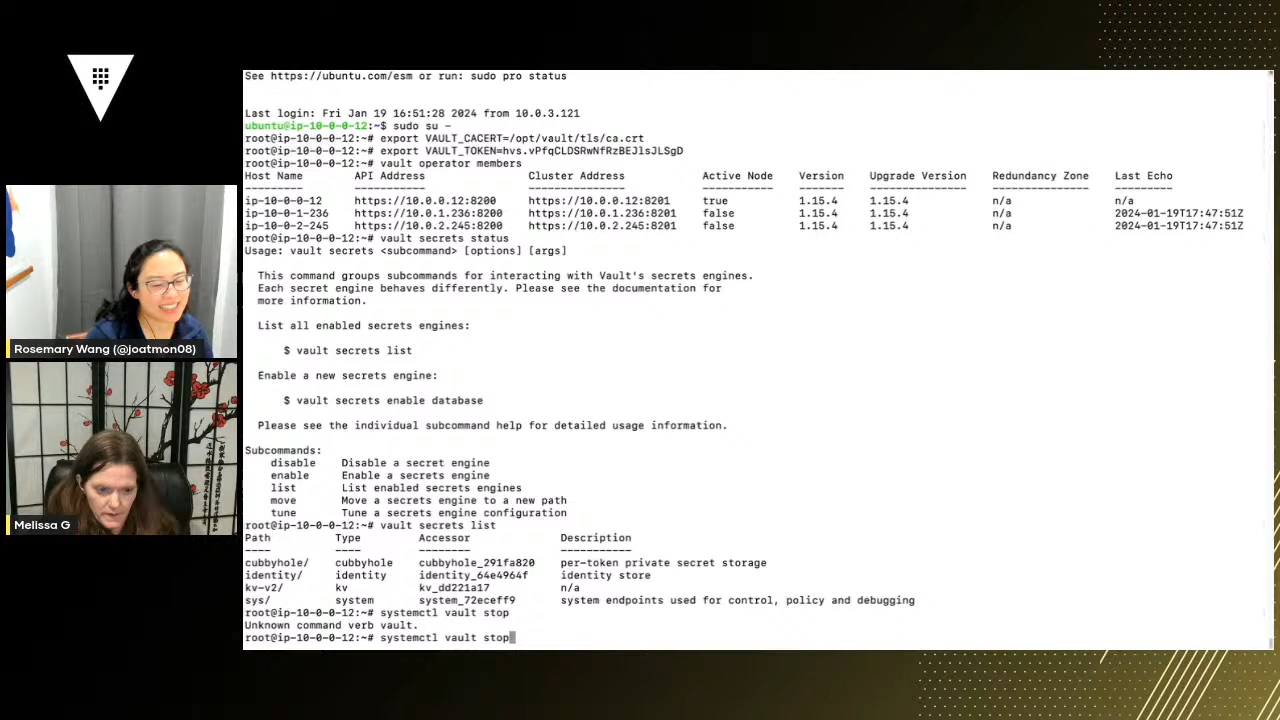 See https://ubuntu.com/esm or run: sudo pro status
Last login: Fri Jan 19 16:51:28 2024 from 10.0.3.121
ubuntu@ip-10-0-0-12:~$ sudo su -
root@ip-10-0-0-12:~# export VAULT_CACERT=/opt/vault/tls/ca.crt
root@ip-10-0-0-12:~# export VAULT_TOKEN=hvs.vPfqCLDSRwNfRzBEJlsJLSgD
root@ip-10-0-0-12:~# vault operator members
Host Name API Address Cluster Address Active Node Version Upgrade Version Redundancy Zone Last Echo
--------- ----------- --------------- ----------- ------- --------------- --------------- ---------
ip-10-0-0-12 https://10.0.0.12:8200 https://10.0.0.12:8201 true 1.15.4 1.15.4 n/a n/a
ip-10-0-1-236 https://10.0.1.236:8200 https://10.0.1.236:8201 false 1.15.4 1.15.4 n/a 2024-01-19T17:47:51Z
ip-10-0-2-245 https://10.0.2.245:8200 https://10.0.2.245:8201 false 1.15.4 1.15.4 n/a 2024-01-19T17:47:51Z
root@ip-10-0-0-12:~# vault secrets status
Usage: vault secrets <subcommand> [options] [args]
This command groups subcommands for interacting with Vault's secrets engines.
Each secret engine behaves differently. Please see the documentation for
more information.
List all enabled secrets engines:
$ vault secrets list
Enable a new secrets engine:
$ vault secrets enable database
Please see the individual subcommand help for detailed usage information.
Subcommands:
disable Disable a secret engine
enable Enable a secrets engine
list List enabled secrets engines
move Move a secrets engine to a new path
tune Tune a secrets engine configuration
root@ip-10-0-0-12:~# vault secrets list
Path Type Accessor Description
---- ---- -------- -----------
cubbyhole/ cubbyhole cubbyhole_291fa820 per-token private secret storage
identity/ identity identity_64e4964f identity store
kv-v2/ kv kv_dd221a17 n/a
sys/ system system_72eceff9 system endpoints used for control, policy and debugging
root@ip-10-0-0-12:~# systemctl vault stop
Unknown command verb vault.
root@ip-10-0-0-12:~# systemctl vault stop
Rosemary Wang (@joatmon08)
Melissa G